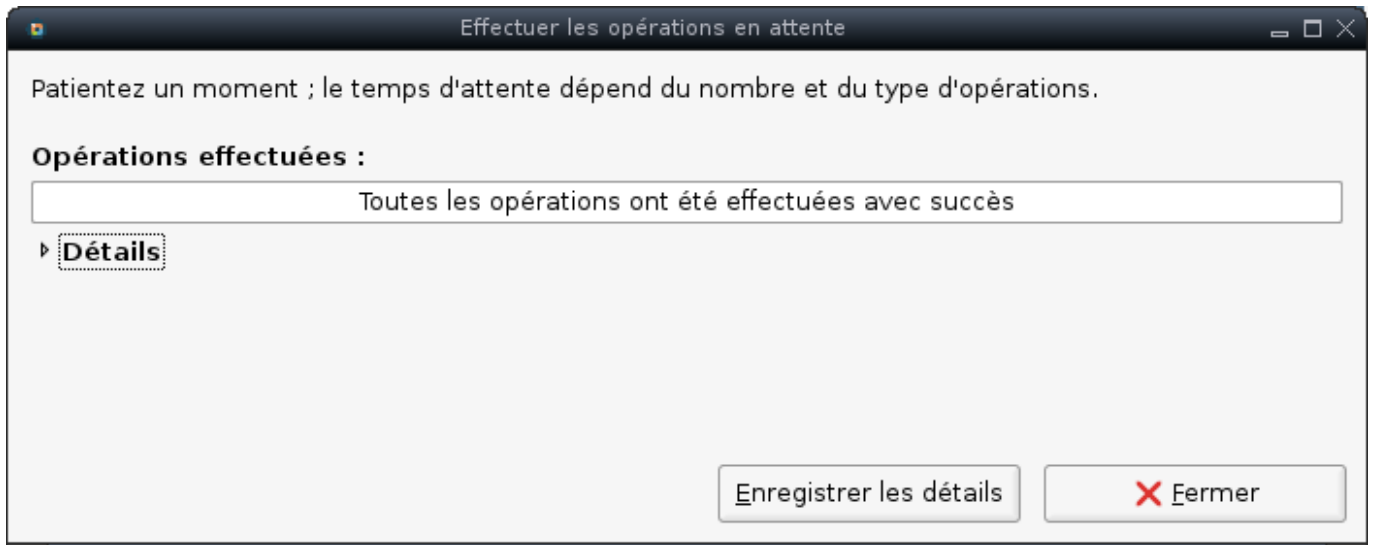 Effectuer les opérations en attente
Patientez un moment ; le temps d'attente dépend du nombre et du type d'opérations.
Opérations effectuées :
Toutes les opérations ont été effectuées avec succès
Détails
Enregistrer les détails
Fermer